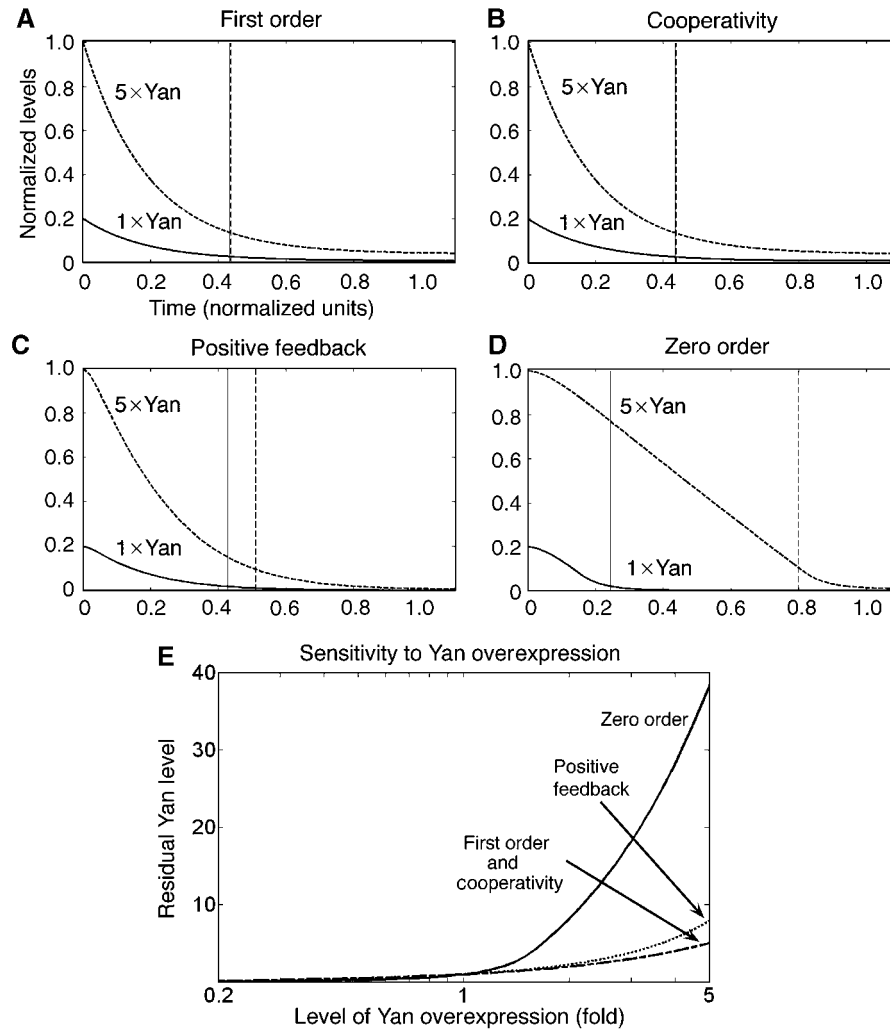 A
First order
Normalized levels
1.0
0.8
0.6
0.4
0.2
0
5×Yan
1×Yan
0
0.2
0.4
0.6
0.8
1.0
Time (normalized units)
B
Cooperativity
1.0
0.8
0.6
0.4
0.2
0
5×Yan
1×Yan
0
0.2
0.4
0.6
0.8
1.0
C
Positive feedback
1.0
0.8
0.6
0.4
0.2
0
5×Yan
1×Yan
0
0.2
0.4
0.6
0.8
1.0
D
Zero order
1.0
0.8
0.6
0.4
0.2
0
5×Yan
1×Yan
0
0.2
0.4
0.6
0.8
1.0
E
Sensitivity to Yan overexpression
Residual Yan level
40
30
20
10
Zero order
Positive
feedback
First order
and
cooperativity
0.2
1
5
Level of Yan overexpression (fold)